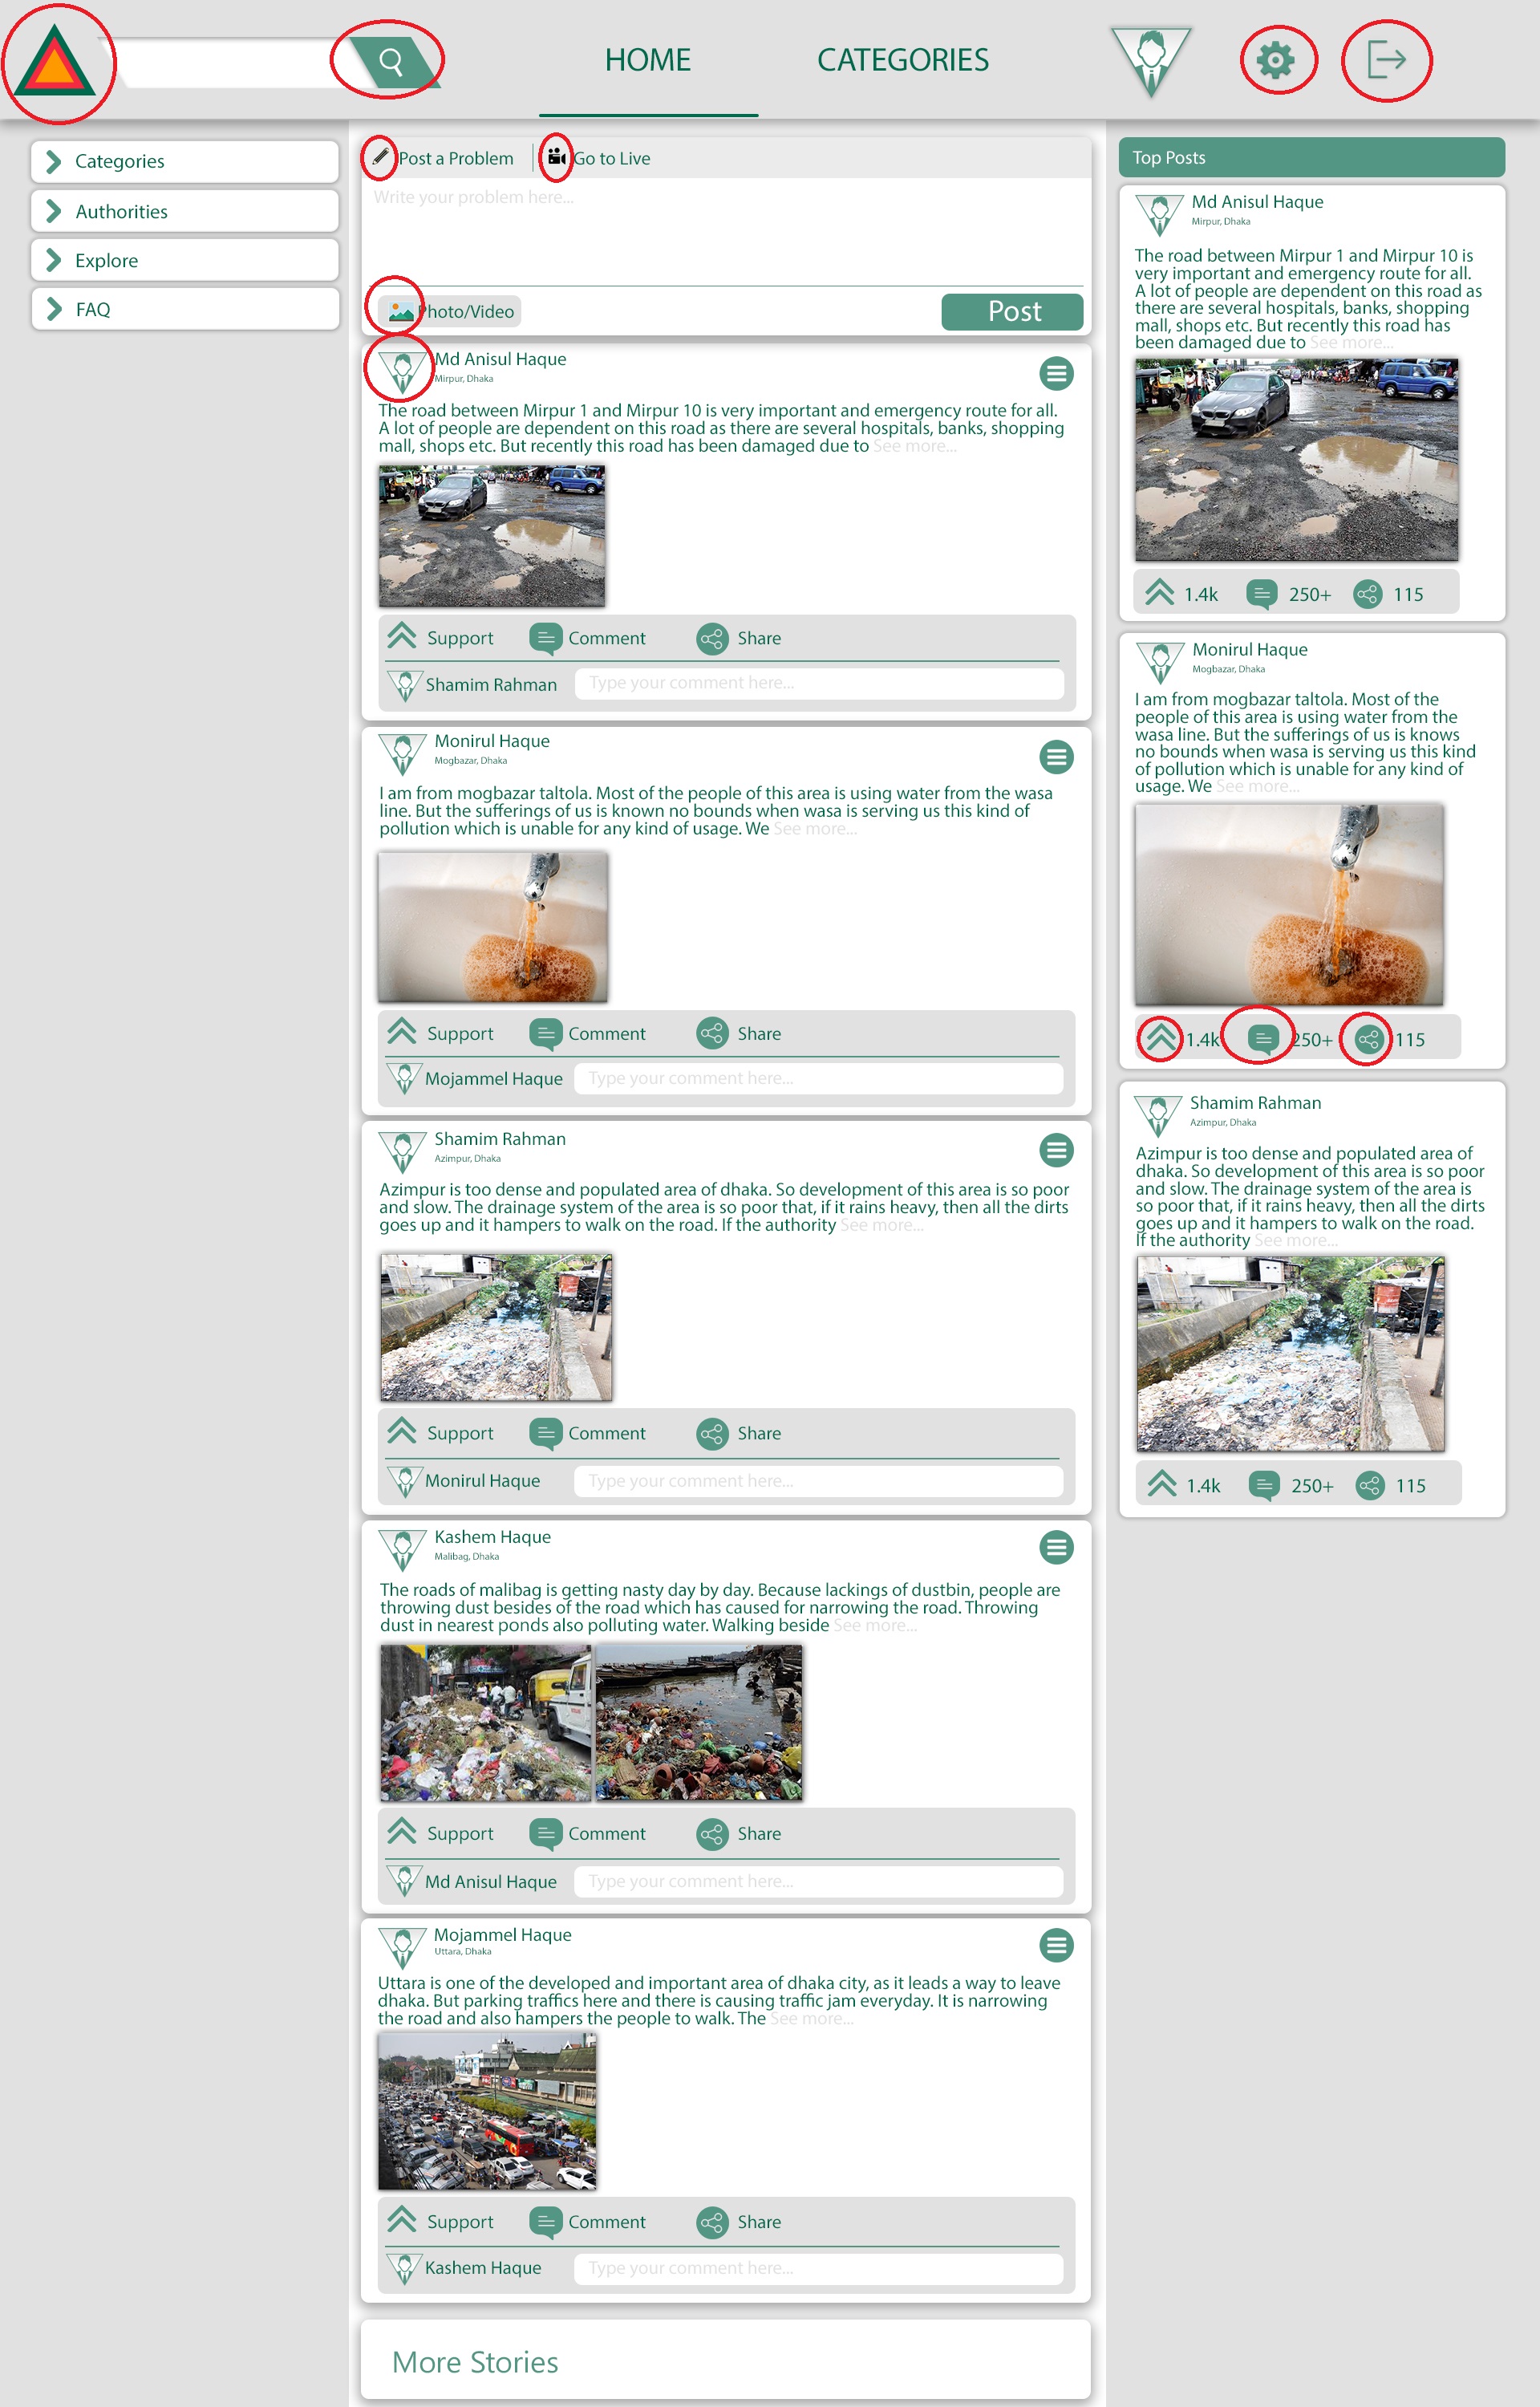 HOME
CATEGORIES
Categories
Authorities
Explore
FAQ
Post a Problem
Go to Live
Write your problem here...
Photo/Video
Post
Md Anisul Haque
Mirpur, Dhaka
The road between Mirpur 1 and Mirpur 10 is very important and emergency route for all.
A lot of people are dependent on this road as there are several hospitals, banks, shopping
mall, shops etc. But recently this road has been damaged due to See more...
Support
Comment
Share
Shamim Rahman
Type your comment here...
Monirul Haque
Mogbazar, Dhaka
I am from mogbazar taltola. Most of the people of this area is using water from the wasa
line. But the sufferings of us is known no bounds when wasa is serving us this kind of
pollution which is unable for any kind of usage. We See more...
Support
Comment
Share
Mojammel Haque
Type your comment here...
Shamim Rahman
Azimpur, Dhaka
Azimpur is too dense and populated area of dhaka. So development of this area is so poor
and slow. The drainage system of the area is so poor that, if it rains heavy, then all the dirts
goes up and it hampers to walk on the road. If the authority See more...
Support
Comment
Share
Monirul Haque
Type your comment here...
Kashem Haque
Malibag, Dhaka
The roads of malibag is getting nasty day by day. Because lackings of dustbin, people are
throwing dust besides of the road which has caused for narrowing the road. Throwing
dust in nearest ponds also polluting water. Walking beside See more...
Support
Comment
Share
Md Anisul Haque
Type your comment here...
Mojammel Haque
Uttara, Dhaka
Uttara is one of the developed and important area of dhaka city, as it leads a way to leave
dhaka. But parking traffics here and there is causing traffic jam everyday. It is narrowing
the road and also hampers the people to walk. The See more...
Support
Comment
Share
Kashem Haque
Type your comment here...
More Stories
Top Posts
Md Anisul Haque
Mirpur, Dhaka
The road between Mirpur 1 and Mirpur 10 is
very important and emergency route for all.
A lot of people are dependent on this road as
there are several hospitals, banks, shopping
mall, shops etc. But recently this road has
been damaged due to See more...
1.4k
250+
115
Monirul Haque
Mogbazar, Dhaka
I am from mogbazar taltola. Most of the
people of this area is using water from the
wasa line. But the sufferings of us is knows
no bounds when wasa is serving us this kind
of pollution which is unable for any kind of
usage. We See more...
1.4k
250+
115
Shamim Rahman
Azimpur, Dhaka
Azimpur is too dense and populated area of
dhaka. So development of this area is so poor
and slow. The drainage system of the area is
so poor that, if it rains heavy, then all the dirts
goes up and it hampers to walk on the road.
If the authority See more...
1.4k
250+
115